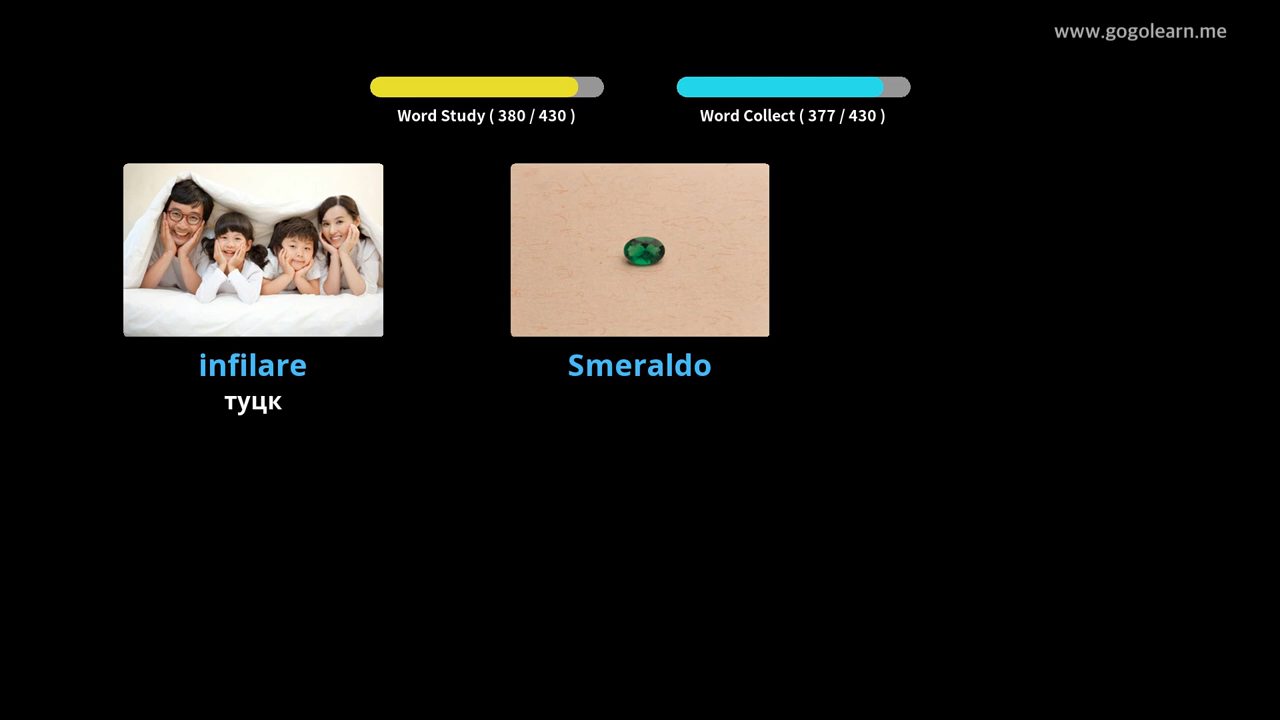 www.gogolearn.me
Word Study ( 380 / 430 )
Word Collect ( 377 / 430 )
infilare
туцк
Smeraldo